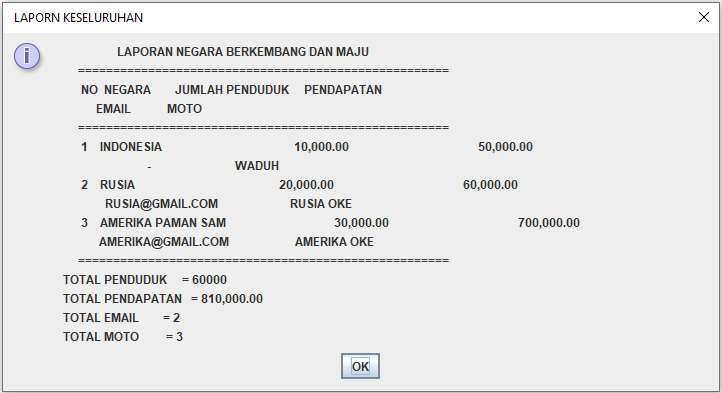 LAPORN KESELURUHAN
LAPORAN NEGARA BERKEMBANG DAN MAJU
=====================================================
NO NEGARA JUMLAH PENDUDUK PENDAPATAN
EMAIL MOTO
=====================================================
1 INDONESIA 10,000.00 50,000.00
- WADUH
2 RUSIA 20,000.00 60,000.00
RUSIA@GMAIL.COM RUSIA OKE
3 AMERIKA PAMAN SAM 30,000.00 700,000.00
AMERIKA@GMAIL.COM AMERIKA OKE
=====================================================
TOTAL PENDUDUK = 60000
TOTAL PENDAPATAN = 810,000.00
TOTAL EMAIL = 2
TOTAL MOTO = 3
OK